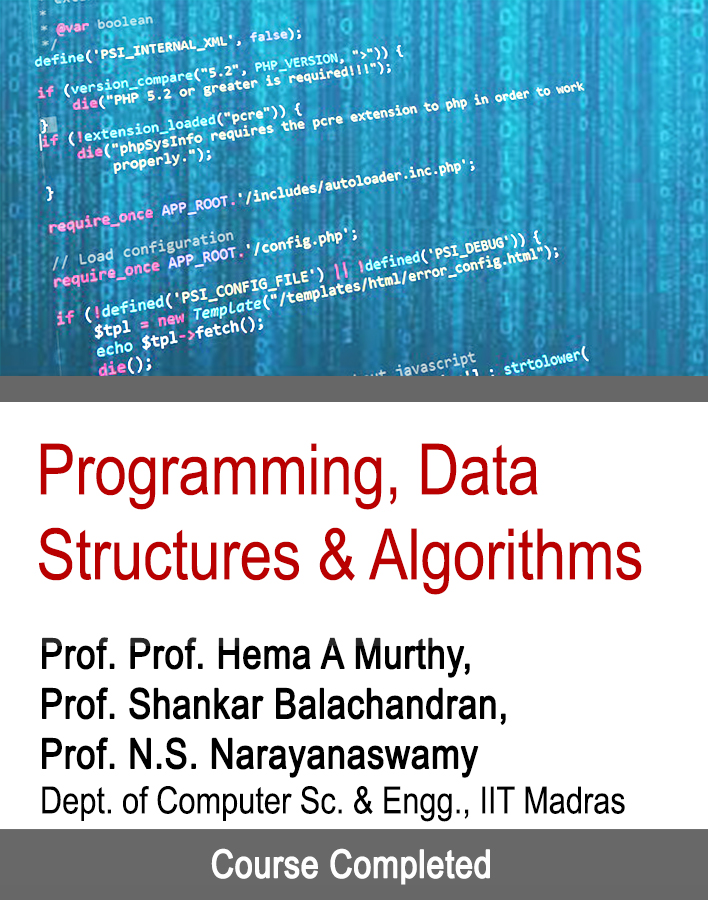 *
* @var boolean
*/
define('PSI_INTERNAL_XML', false);
if (version_compare("5.2", PHP_VERSION, ">")) {
die("PHP 5.2 or greater is required!!!");
}
if (!extension_loaded("pcre")) {
die("phpSysInfo requires the pcre extension to php in order to work
properly.");
}
require_once APP_ROOT.'/includes/autoloader.inc.php';
// Load configuration
require_once APP_ROOT.'/config.php';
if (!defined('PSI_CONFIG_FILE') || !defined('PSI_DEBUG')) {
$tpl = new Template("/templates/html/error_config.html");
echo $tpl->fetch();
die();
javascript
strtolower(
Programming, Data
Structures & Algorithms
Prof. Prof. Hema A Murthy,
Prof. Shankar Balachandran,
Prof. N.S. Narayanaswamy
Dept. of Computer Sc. & Engg., IIT Madras
Course Completed